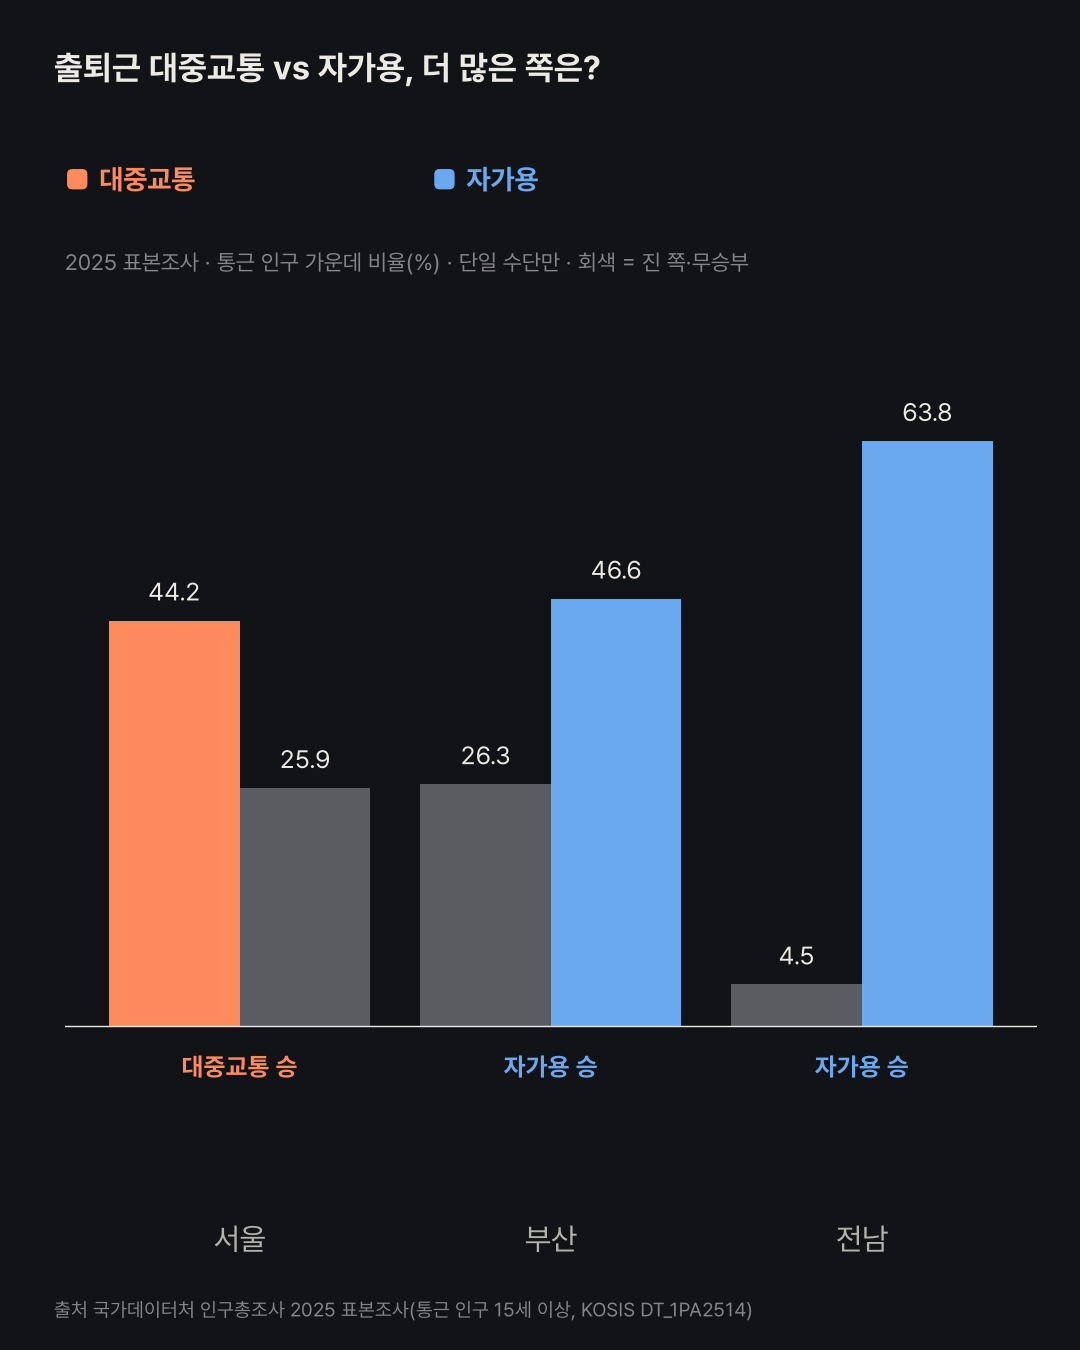 출퇴근 대중교통 vs 자가용, 더 많은 쪽은?
대중교통 자가용
2025 표본조사 · 통근 인구 가운데 비율(%) · 단일 수단만 · 회색 = 진 쪽·무승부
63.8
46.6
44.2
25.9
26.3
4.5
대중교통 승 자가용 승 자가용 승
서울 부산 전남
출처 국가데이터처 인구총조사 2025 표본조사(통근 인구 15세 이상, KOSIS DT_1PA2514)